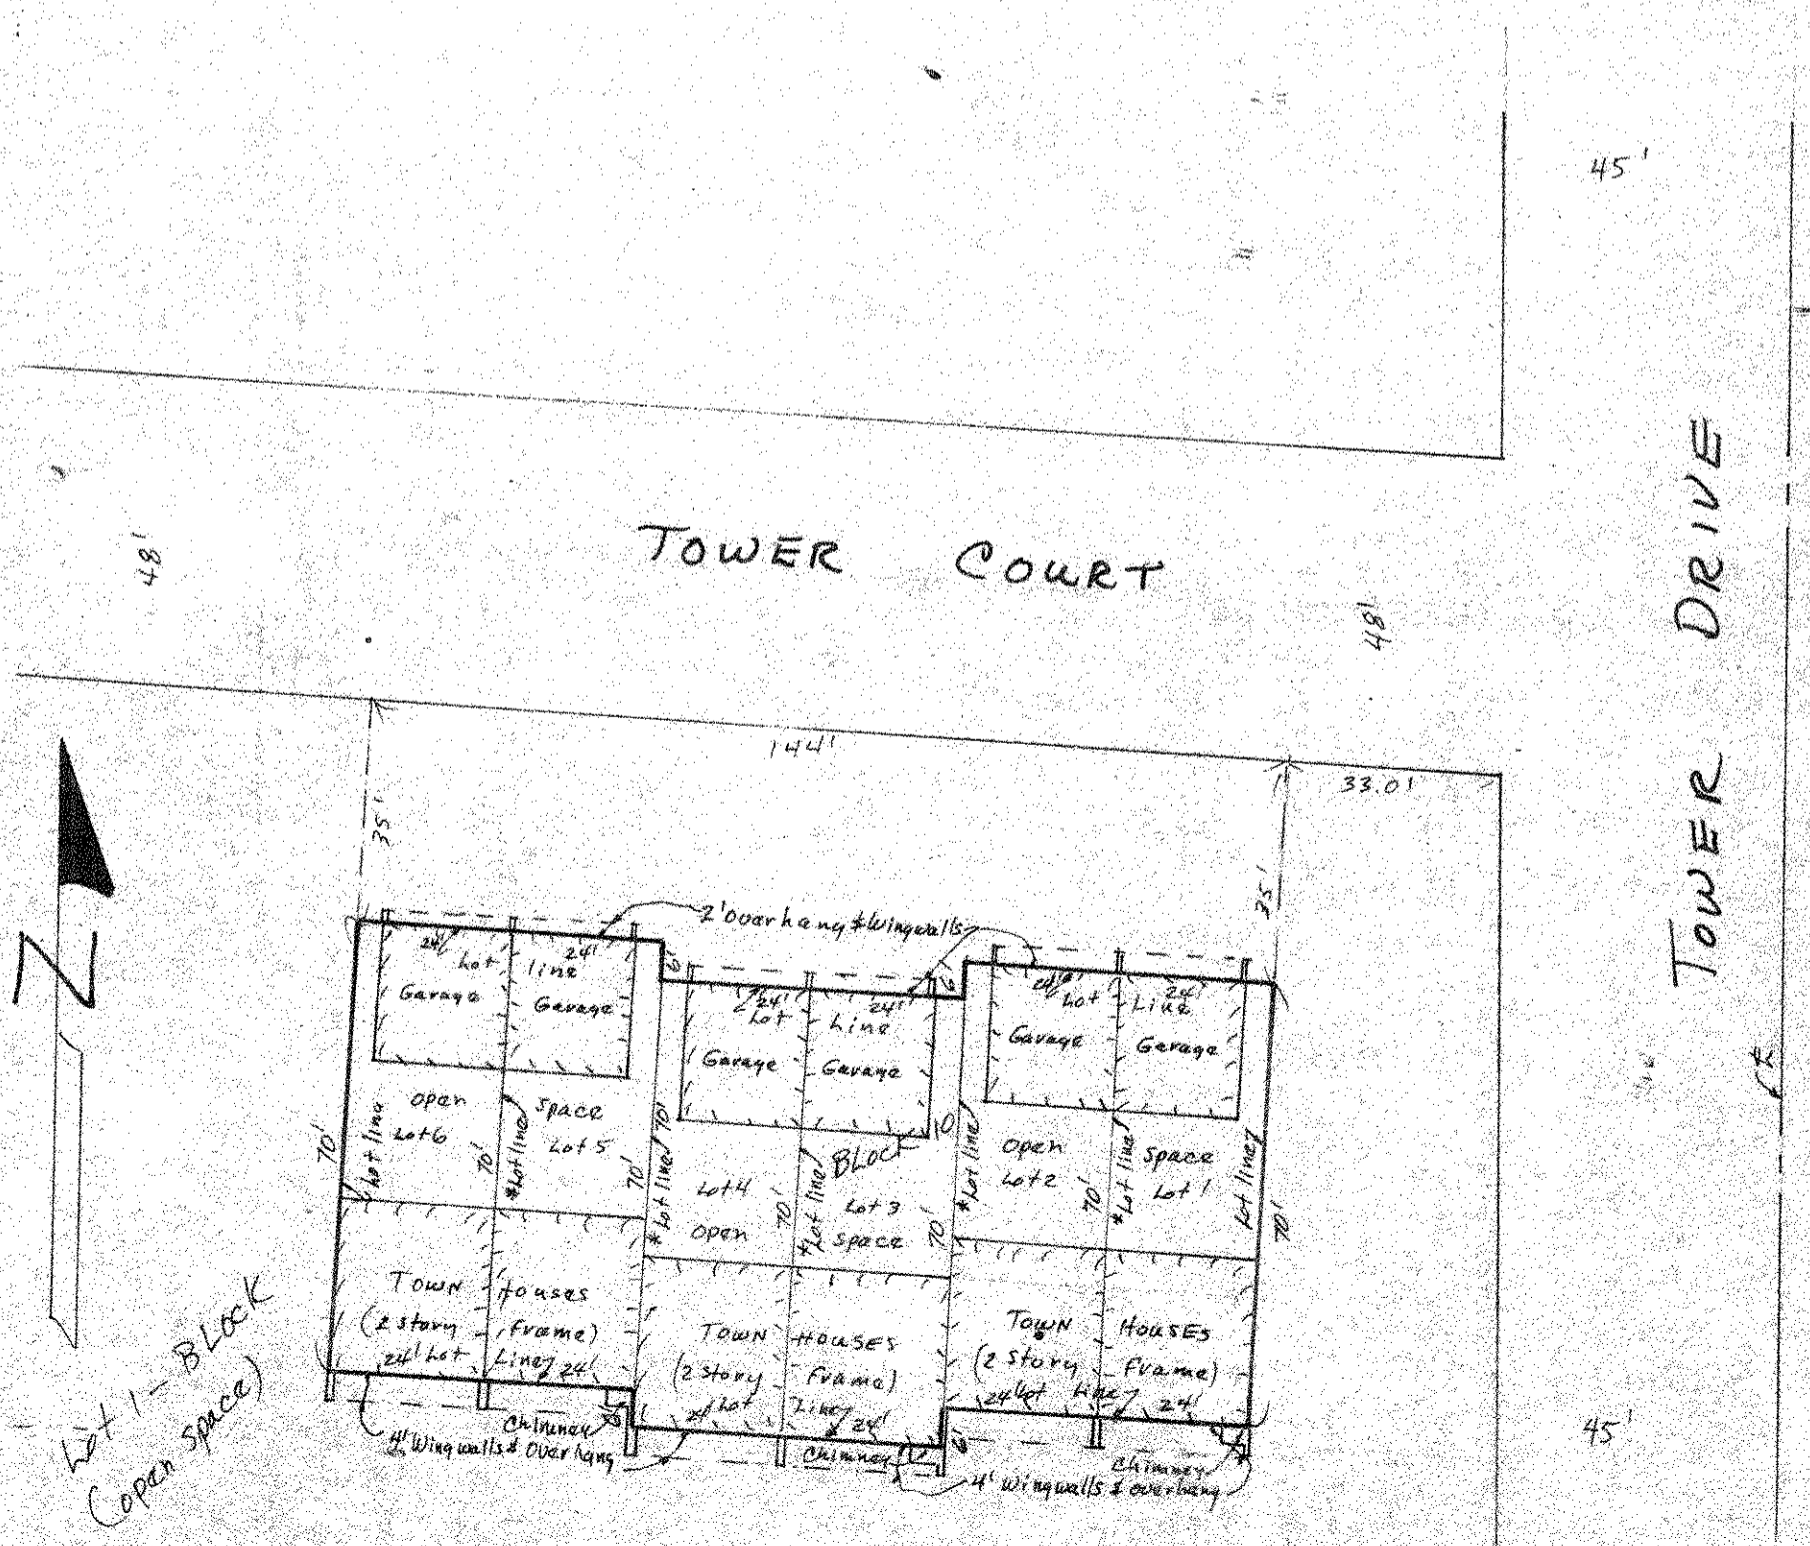 45'
TOWER COURT
48'
48'
TOWER DRIVE
144'
33.01
35'
35'
N
2' overhang & Wingwalls
24' Lot line 24'
Garage
Garage
6'
24' Lot Line 24'
Garage
Garage
6'
24' Lot Line 24'
Garage
Garage
open space
Lot 6
Lot 5
70'
Lot line
70'
*Lot line
70'
*Lot line
70'
BLOCK
Lot 4
Lot 3
open space
70'
*Lot line
70'
*Lot line
open space
Lot 2
Lot 1
70'
*Lot line
Lot line
70'
TOWN Houses
(2 story frame)
24' Lot Line 24'
TOWN HOUSES
(2 story frame)
24' Lot Line 24'
TOWN HOUSES
(2 story frame)
24' Lot Line 24'
Chimney
6'
4' Wingwalls & Overhang
Chimney
6'
Chimney
4' wingwalls & overhang
Lot 1 - BLOCK
(open space)
45'